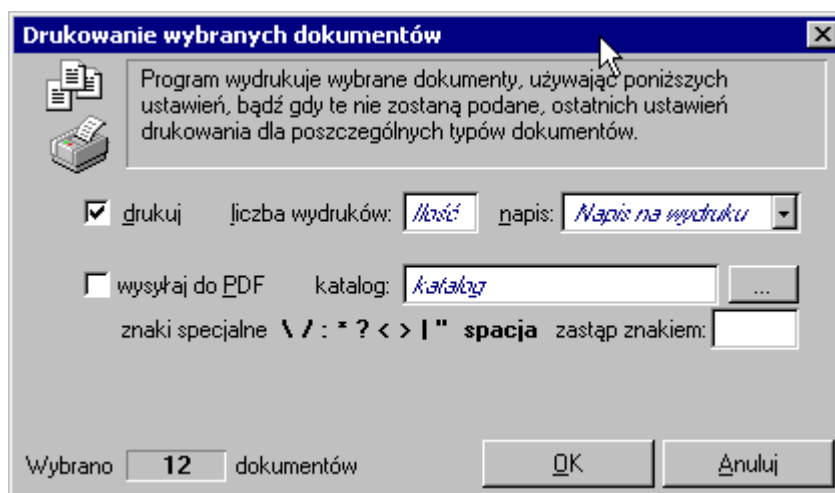 Drukowanie wybranych dokumentów
Program wydrukuje wybrane dokumenty, używając poniższych
ustawień, bądź gdy te nie zostaną podane, ostatnich ustawień
drukowania dla poszczególnych typów dokumentów.
drukuj liczba wydruków: Ilość napis: Napis na wydruku
wysyłaj do PDF katalog: katalog ...
znaki specjalne \ / : * ? < > | " spacja zastąp znakiem:
Wybrano 12 dokumentów OK Anuluj